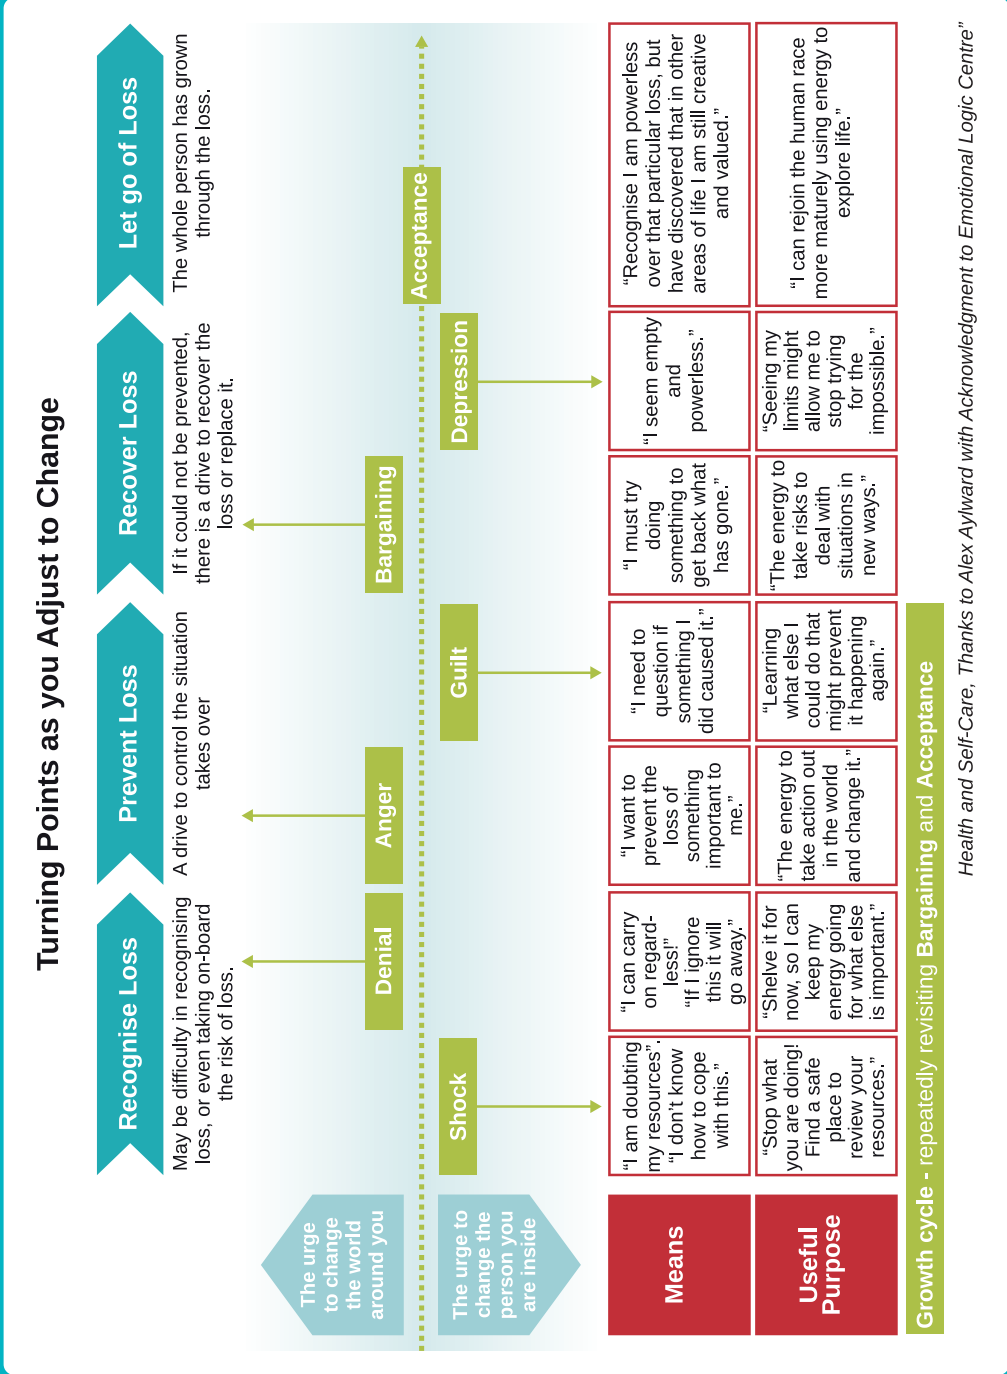 Turning Points as you Adjust to Change
Recognise Loss
Prevent Loss
Recover Loss
Let go of Loss
May be difficulty in recognising
loss, or even taking on-board
the risk of loss.
A drive to control the situation
takes over
If it could not be prevented,
there is a drive to recover the
loss or replace it.
The whole person has grown
through the loss.
The urge
to change
the world
around you
Denial
Anger
Bargaining
Acceptance
The urge to
change the
person you
are inside
Shock
Guilt
Depression
Means
“I am doubting
my resources”.
“I don't know
how to cope
with this.”
“I can carry
on regard-
less!”
“If I ignore
this it will
go away.”
“I want to
prevent the
loss of
something
important to
me.”
“I need to
question if
something I
did caused it.”
“I must try
doing
something to
get back what
has gone.”
“I seem empty
and
powerless.”
“Recognise I am powerless
over that particular loss, but
have discovered that in other
areas of life I am still creative
and valued.”
Useful
Purpose
“Stop what
you are doing!
Find a safe
place to
review your
resources.”
“Shelve it for
now, so I can
keep my
energy going
for what else
is important.”
“The energy to
take action out
in the world
and change it.”
“Learning
what else I
could do that
might prevent
it happening
again.”
“The energy to
take risks to
deal with
situations in
new ways.”
“Seeing my
limits might
allow me to
stop trying
for the
impossible.”
“I can rejoin the human race
more maturely using energy to
explore life.”
Growth cycle - repeatedly revisiting Bargaining and Acceptance
Health and Self-Care, Thanks to Alex Aylward with Acknowledgment to Emotional Logic Centre”